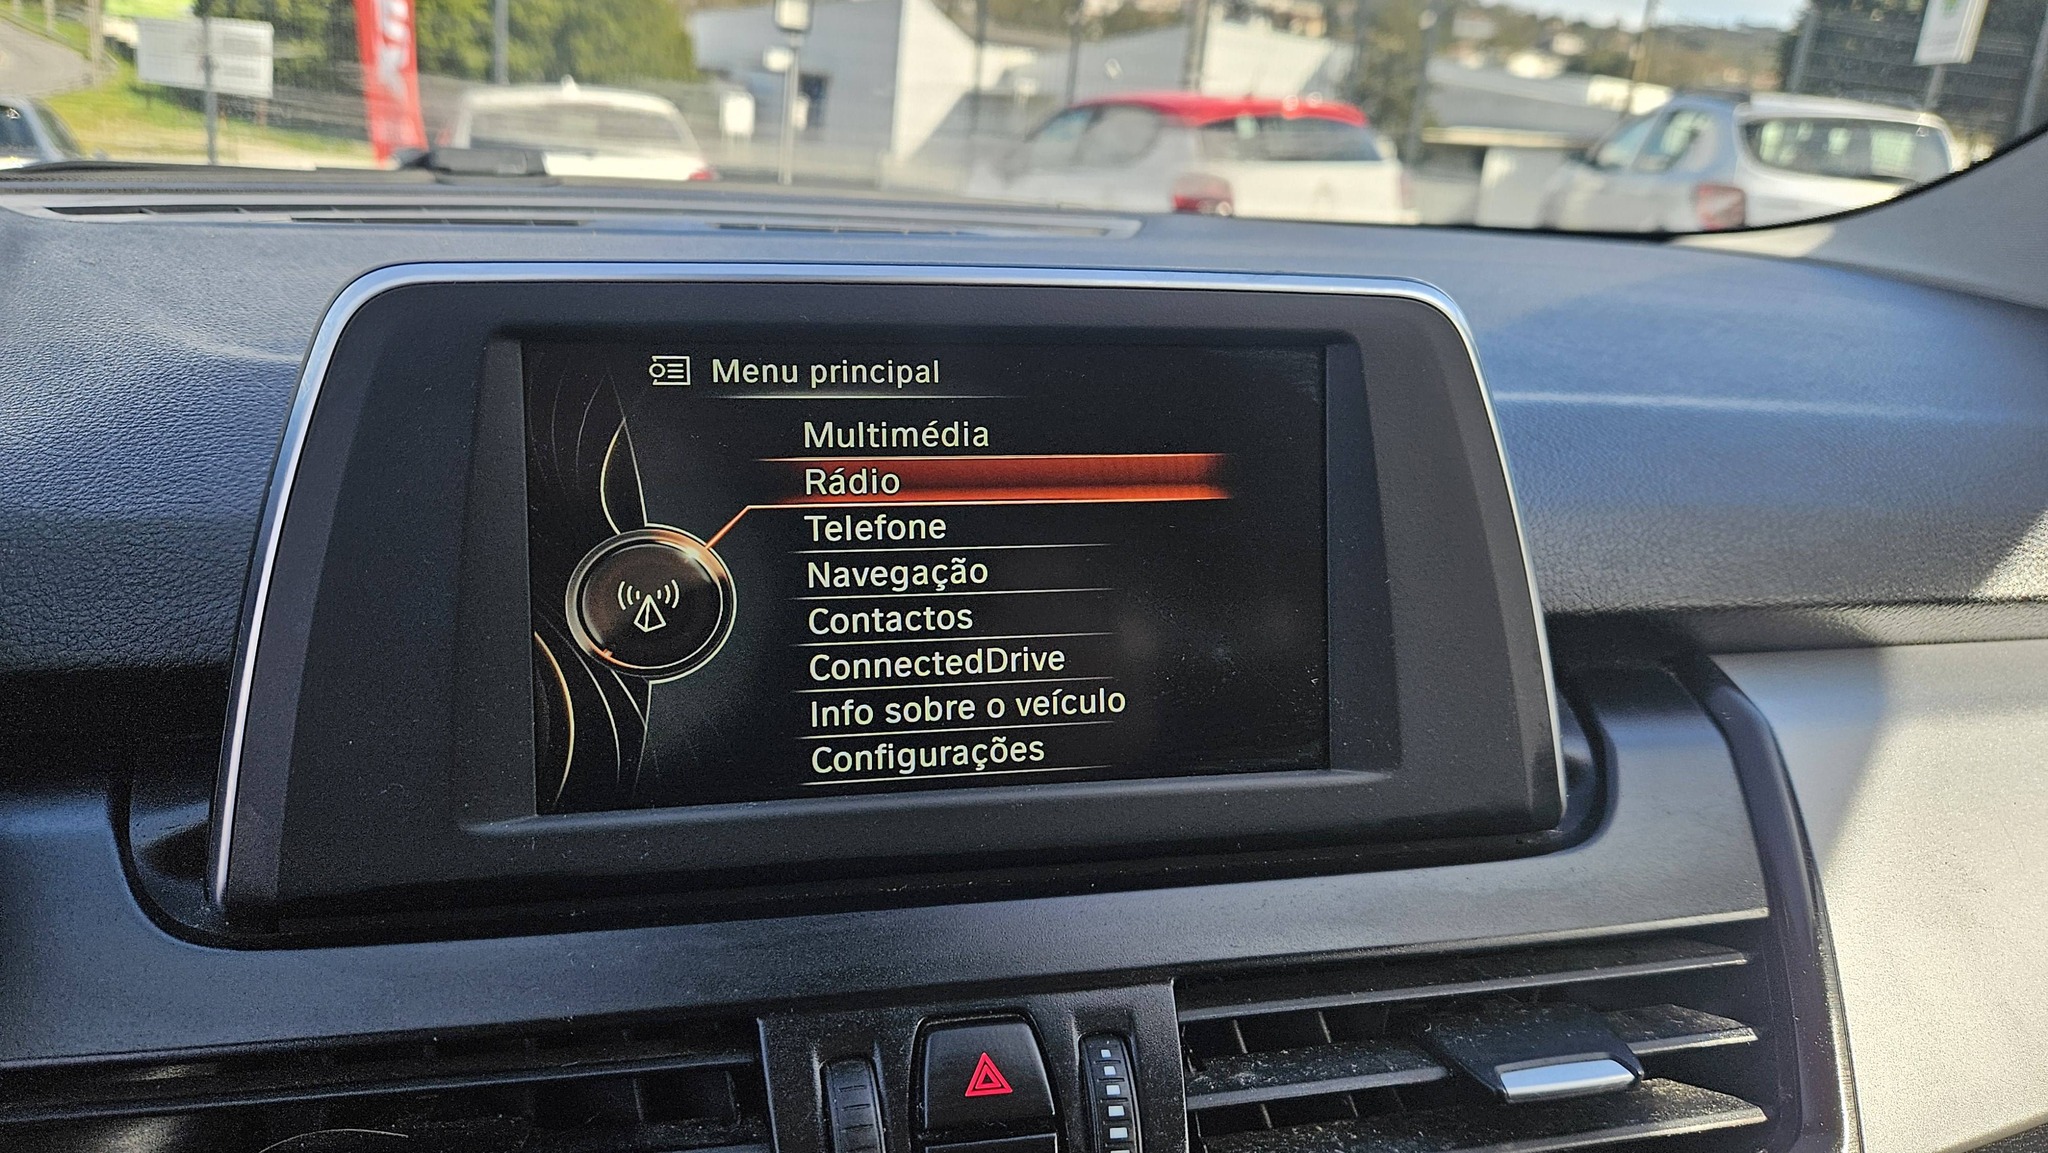 Menu principal
Multimédia
Rádio
Telefone
Navegação
Contactos
ConnectedDrive
Info sobre o veículo
Configurações